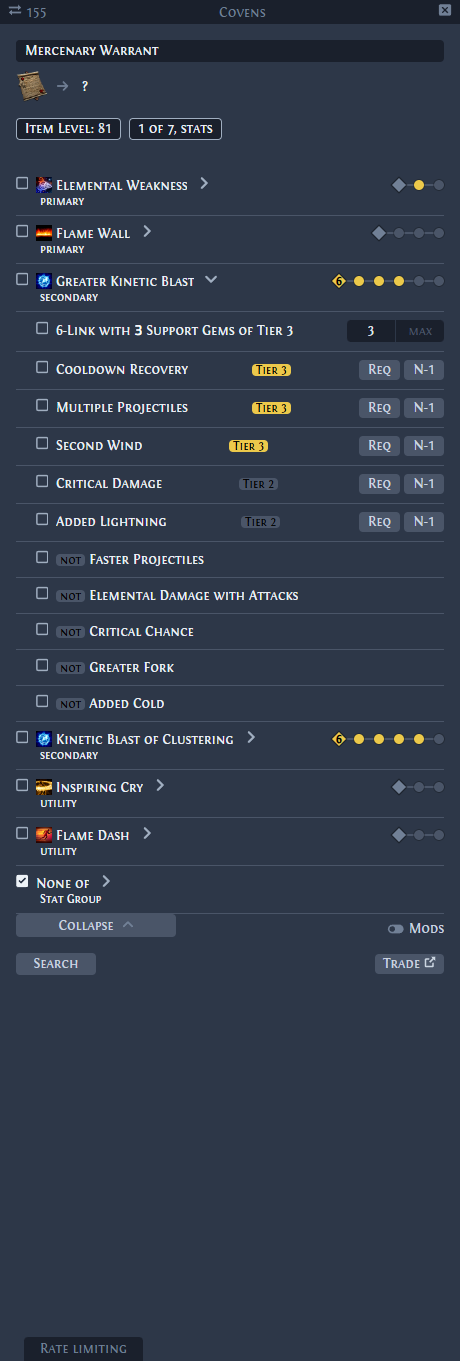 155 Covens
Mercenary Warrant
?
Item Level: 81 1 of 7, stats
Elemental Weakness
primary
Flame Wall
primary
Greater Kinetic Blast 6
secondary
6-Link with 3 Support Gems of Tier 3 3 max
Cooldown Recovery Tier 3 Req N-1
Multiple Projectiles Tier 3 Req N-1
Second Wind Tier 3 Req N-1
Critical Damage Tier 2 Req N-1
Added Lightning Tier 2 Req N-1
not Faster Projectiles
not Elemental Damage with Attacks
not Critical Chance
not Greater Fork
not Added Cold
Kinetic Blast of Clustering 6
secondary
Inspiring Cry
utility
Flame Dash
utility
None of
Stat Group
Collapse Mods
Search Trade
Rate limiting